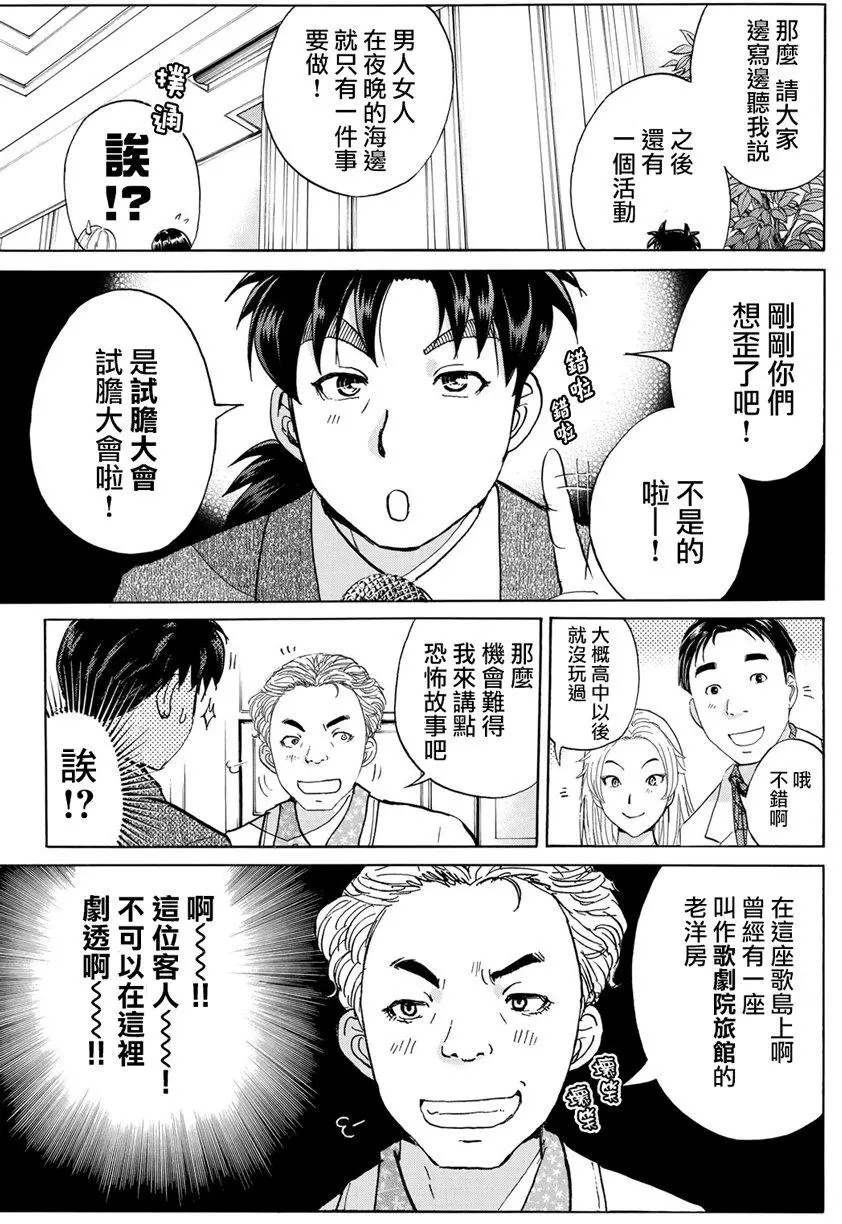 那麼 請大家
邊寫邊聽我說
之後
還有
一個活動
男人女人
在夜晚的海邊
就只有一件事
要做！
撲通
誒!?
剛剛你們
想歪了吧！
不是的
啦—！
錯啦
錯啦
是試膽大會
試膽大會啦！
哦
不錯啊
大概高中以後
就沒玩過
那麼
機會難得
我來講點
恐怖故事吧
誒!?
在這座歌島上啊
曾經有一座
叫作歌劇院旅館的
老洋房
壞笑
壞笑
啊～～!!
這位客人～～！
不可以在這裡
劇透啊～～!!